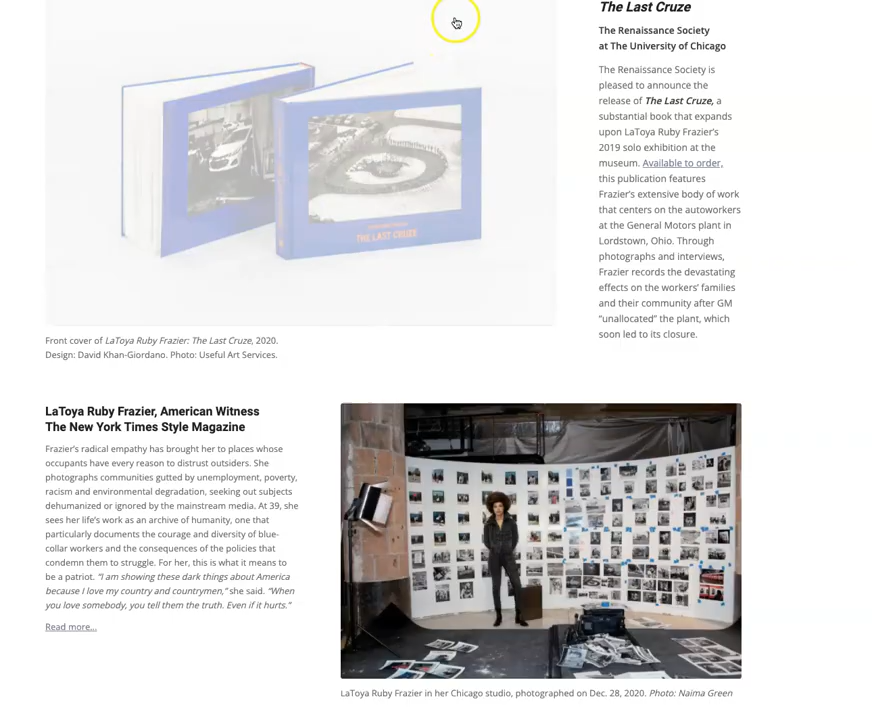 The Last Cruze
The Renaissance Society
at The University of Chicago
The Renaissance Society is
pleased to announce the
release of The Last Cruze, a
substantial book that expands
upon LaToya Ruby Frazier's
2019 solo exhibition at the
museum. Available to order,
this publication features
Frazier's extensive body of work
that centers on the autoworkers
at the General Motors plant in
Lordstown, Ohio. Through
photographs and interviews,
Frazier records the devastating
effects on the workers' families
and their community after GM
"unallocated" the plant, which
soon led to its closure.
THE LAST CRUZE
Front cover of LaToya Ruby Frazier: The Last Cruze, 2020.
Design: David Khan-Giordano. Photo: Useful Art Services.
LaToya Ruby Frazier, American Witness
The New York Times Style Magazine
Frazier's radical empathy has brought her to places whose
occupants have every reason to distrust outsiders. She
photographs communities gutted by unemployment, poverty,
racism and environmental degradation, seeking out subjects
dehumanized or ignored by the mainstream media. At 39, she
sees her life's work as an archive of humanity, one that
particularly documents the courage and diversity of blue-
collar workers and the consequences of the policies that
condemn them to struggle. For her, this is what it means to
be a patriot. "I am showing these dark things about America
because I love my country and countrymen," she said. "When
you love somebody, you tell them the truth. Even if it hurts."
Read more...
LaToya Ruby Frazier in her Chicago studio, photographed on Dec. 28, 2020. Photo: Naima Green